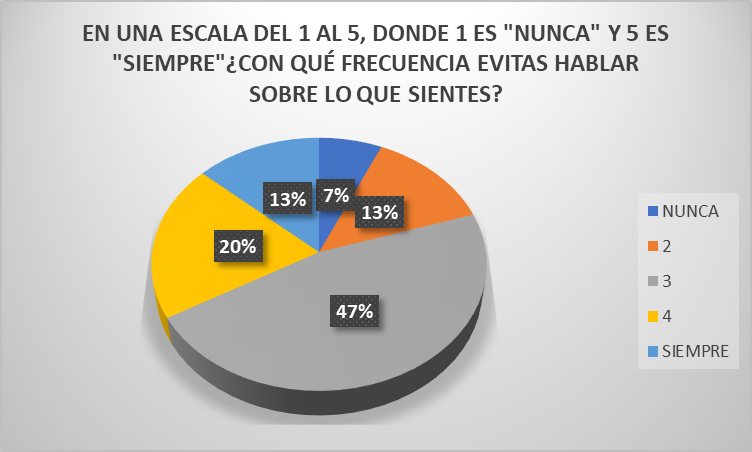 EN UNA ESCALA DEL 1 AL 5, DONDE 1 ES "NUNCA" Y 5 ES
"SIEMPRE"¿CON QUÉ FRECUENCIA EVITAS HABLAR
SOBRE LO QUE SIENTES?
7%
13%
47%
20%
13%
NUNCA
2
3
4
SIEMPRE